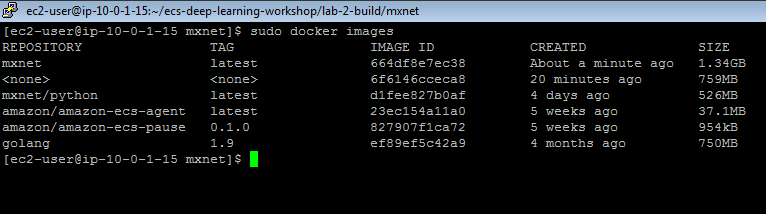 ec2-user@ip-10-0-1-15:~/ecs-deep-learning-workshop/lab-2-build/mxnet
[ec2-user@ip-10-0-1-15 mxnet]$ sudo docker images
REPOSITORY TAG IMAGE ID CREATED SIZE
mxnet latest 664df8e7ec38 About a minute ago 1.34GB
<none> <none> 6f6146cceca8 20 minutes ago 759MB
mxnet/python latest d1fee827b0af 4 days ago 526MB
amazon/amazon-ecs-agent latest 23ec154a11a0 5 weeks ago 37.1MB
amazon/amazon-ecs-pause 0.1.0 827907f1ca72 5 weeks ago 954kB
golang 1.9 ef89ef5c42a9 4 months ago 750MB
[ec2-user@ip-10-0-1-15 mxnet]$